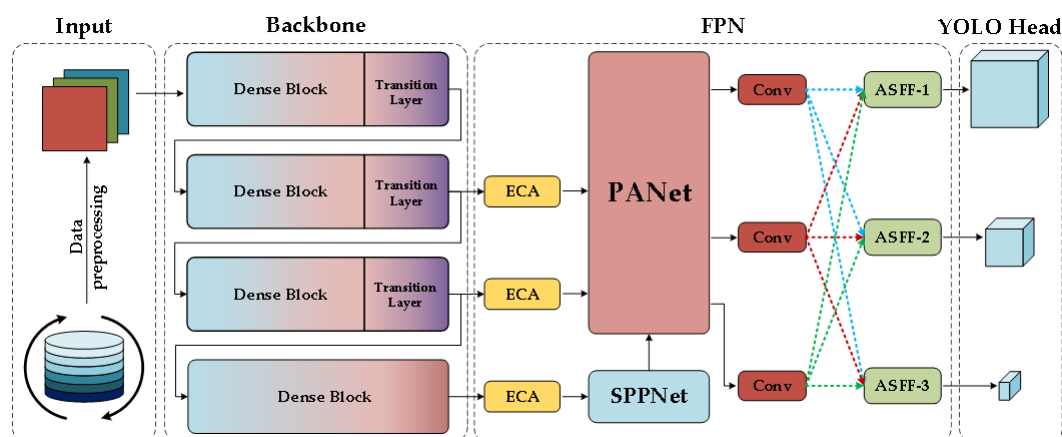 Input
Backbone
FPN
YOLO Head
Dense Block
Transition
Layer
Conv
ASFF-1
Dense Block
Transition
Layer
ECA
PANet
Data
preprocessing
Conv
ASFF-2
Dense Block
Transition
Layer
ECA
Dense Block
ECA
SPPNet
Conv
ASFF-3